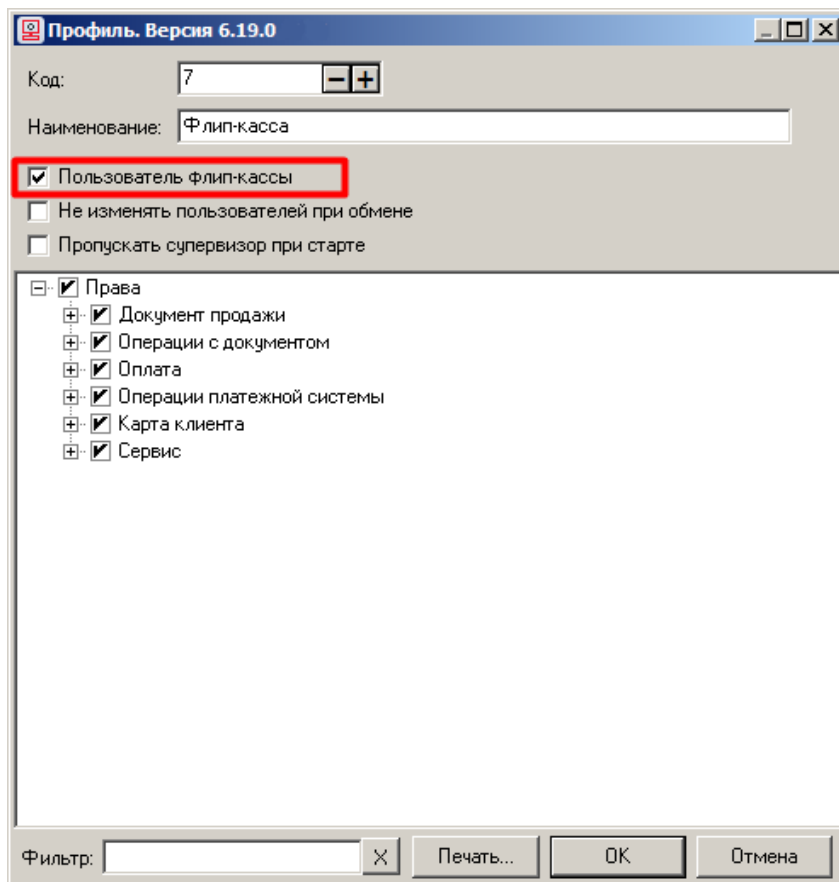 Профиль. Версия 6.19.0
Код: 7
Наименование: Флип-касса
Пользователь флип-кассы
Не изменять пользователей при обмене
Пропускать супервизор при старте
Права
Документ продажи
Операции с документом
Оплата
Операции платежной системы
Карта клиента
Сервис
Фильтр: X Печать... OK Отмена